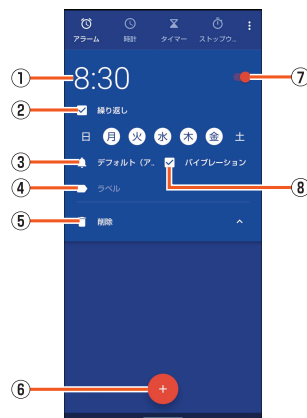 アラーム 時計 タイマー ストップウ…
① 8:30 ⑦
② 繰り返し
日 月 火 水 木 金 土
③ デフォルト（ア… バイブレーション
④ ラベル ⑧
⑤ 削除
⑥